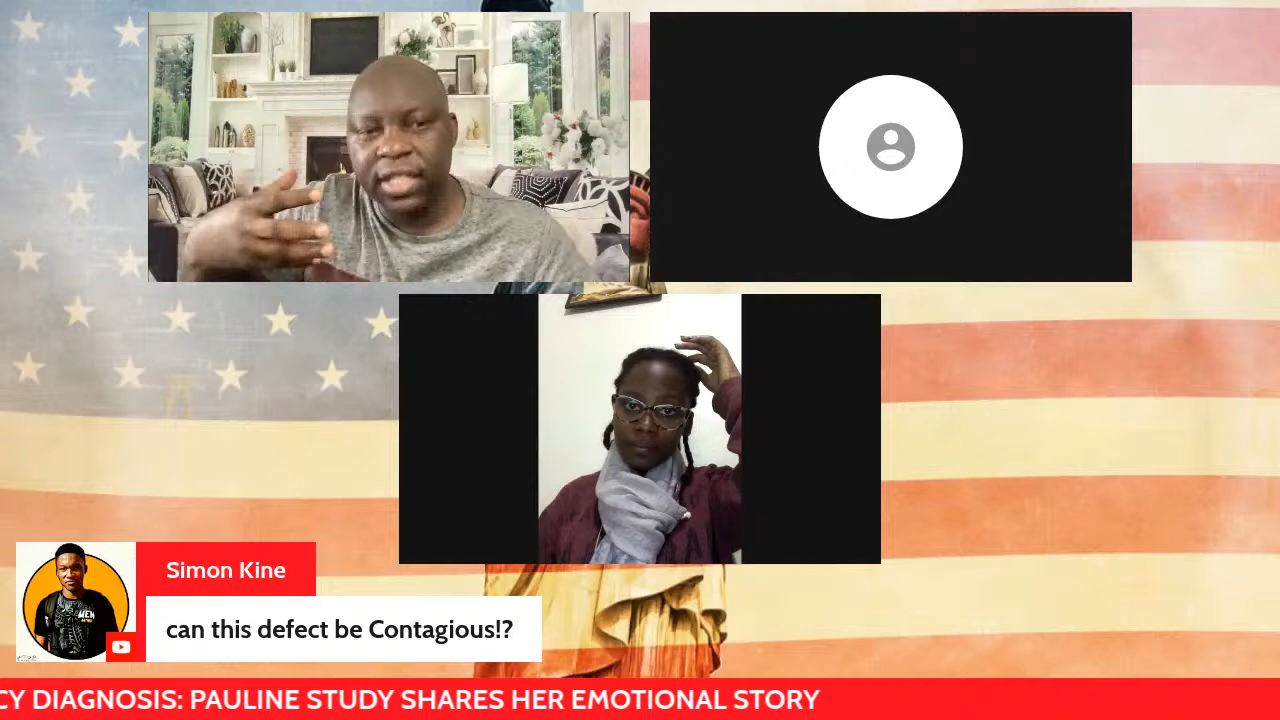 Simon Kine
can this defect be Contagious!?
CY DIAGNOSIS: PAULINE STUDY SHARES HER EMOTIONAL STORY